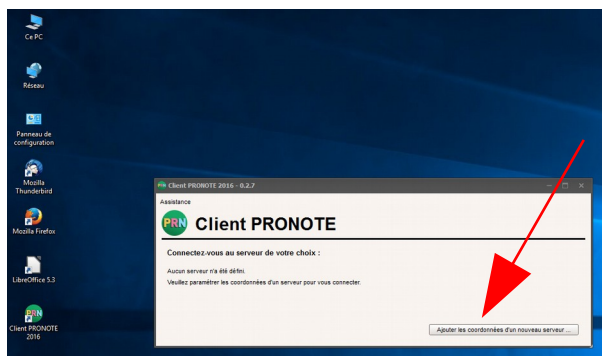 Ce PC
Réseau
Panneau de
configuration
Mozilla
Thunderbird
Mozilla Firefox
LibreOffice 5.3
Client PRONOTE
2016
PRN Client PRONOTE 2016 - 0.2.7
Assistance
PRN Client PRONOTE
Connectez-vous au serveur de votre choix :
Aucun serveur n'a été défini.
Veuillez paramétrer les coordonnées d'un serveur pour vous connecter.
Ajouter les coordonnées d'un nouveau serveur ...